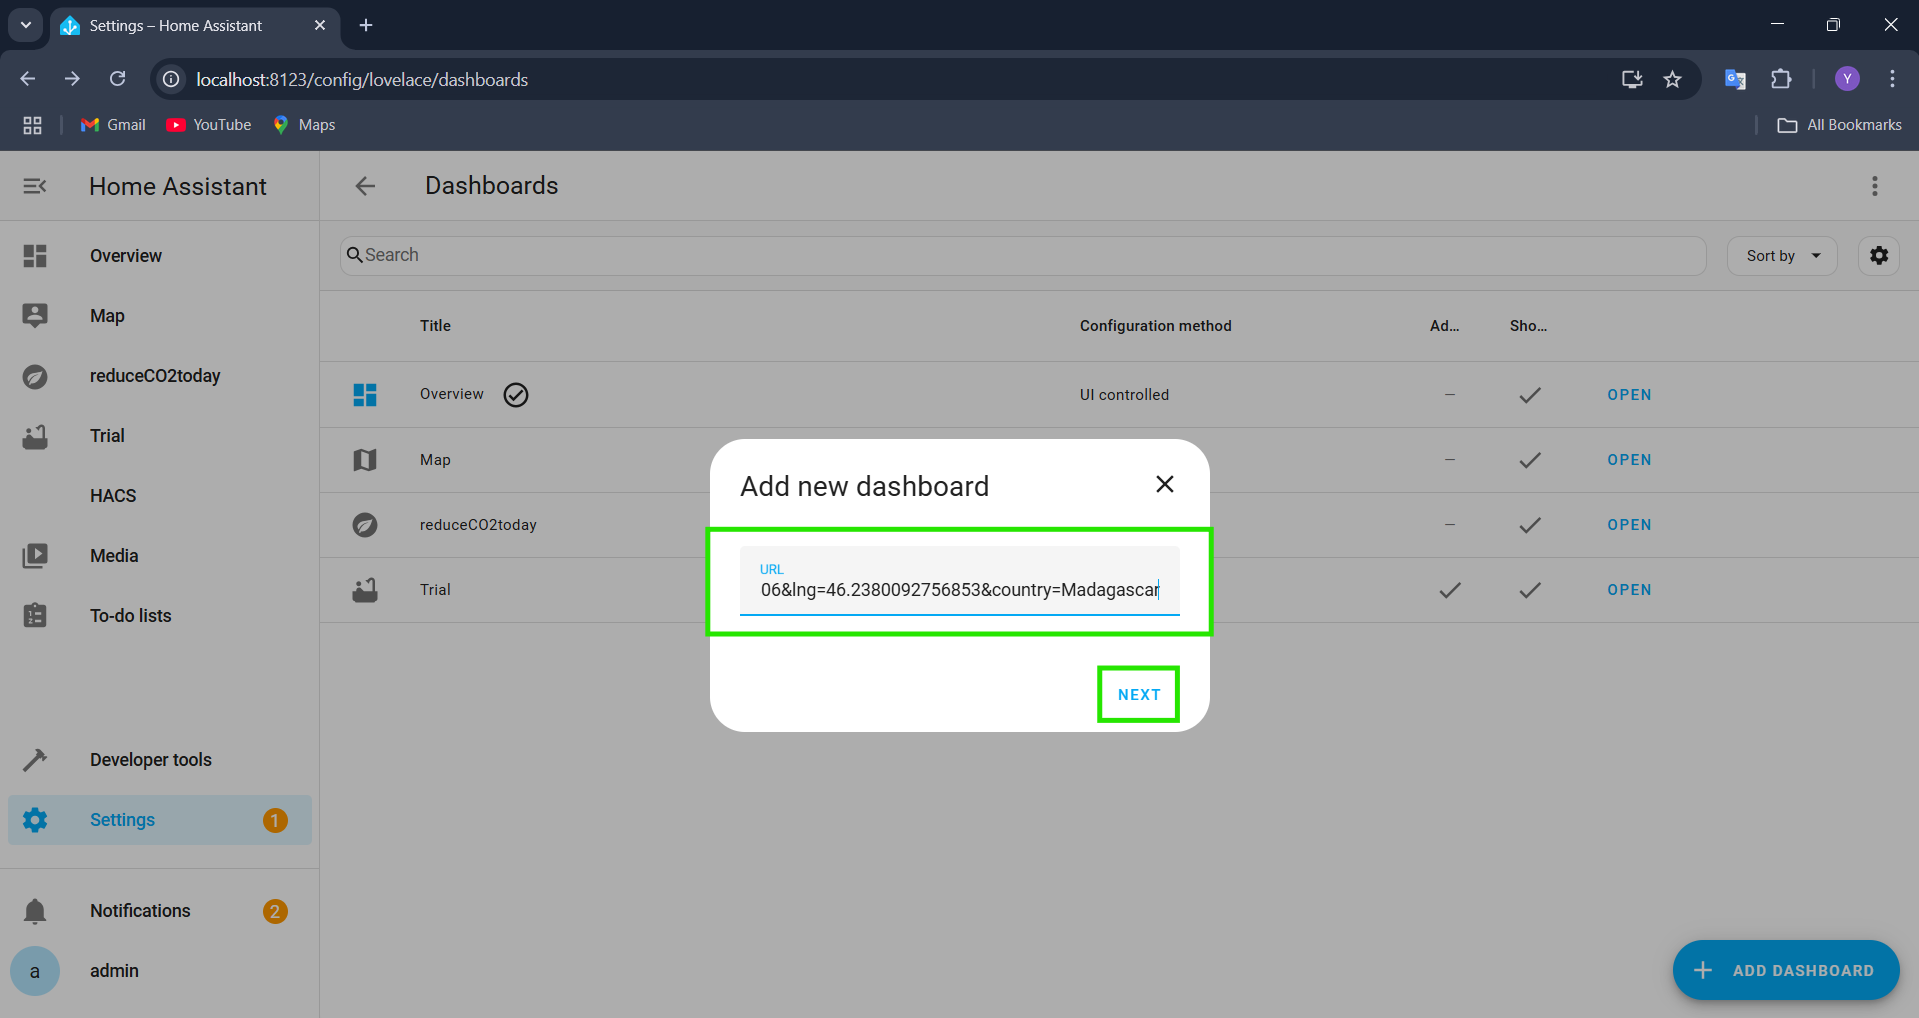 Settings – Home Assistant
localhost:8123/config/lovelace/dashboards
Y
Gmail
YouTube
Maps
All Bookmarks
Home Assistant
Dashboards
Overview
Search
Sort by
Map
Title
Configuration method
Ad...
Sho...
reduceCO2today
Overview
UI controlled
–
OPEN
Trial
Map
–
OPEN
HACS
Add new dashboard
reduceCO2today
–
OPEN
Media
URL
06&lng=46.2380092756853&country=Madagascar
Trial
OPEN
To-do lists
NEXT
Developer tools
Settings
1
Notifications
2
a
admin
ADD DASHBOARD